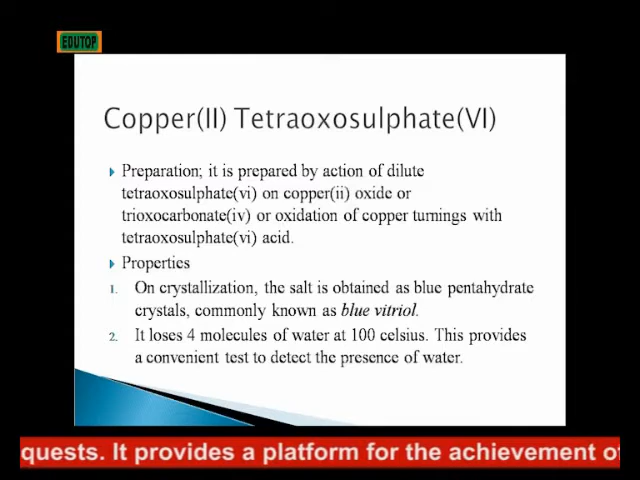 EDUTOP
Copper(II) Tetraoxosulphate(VI)
Preparation; it is prepared by action of dilute
tetraoxosulphate(vi) on copper(ii) oxide or
trioxocarbonate(iv) or oxidation of copper turnings with
tetraoxosulphate(vi) acid.
Properties
1. On crystallization, the salt is obtained as blue pentahydrate
crystals, commonly known as blue vitriol.
2. It loses 4 molecules of water at 100 celsius. This provides
a convenient test to detect the presence of water.
quests. It provides a platform for the achievement of